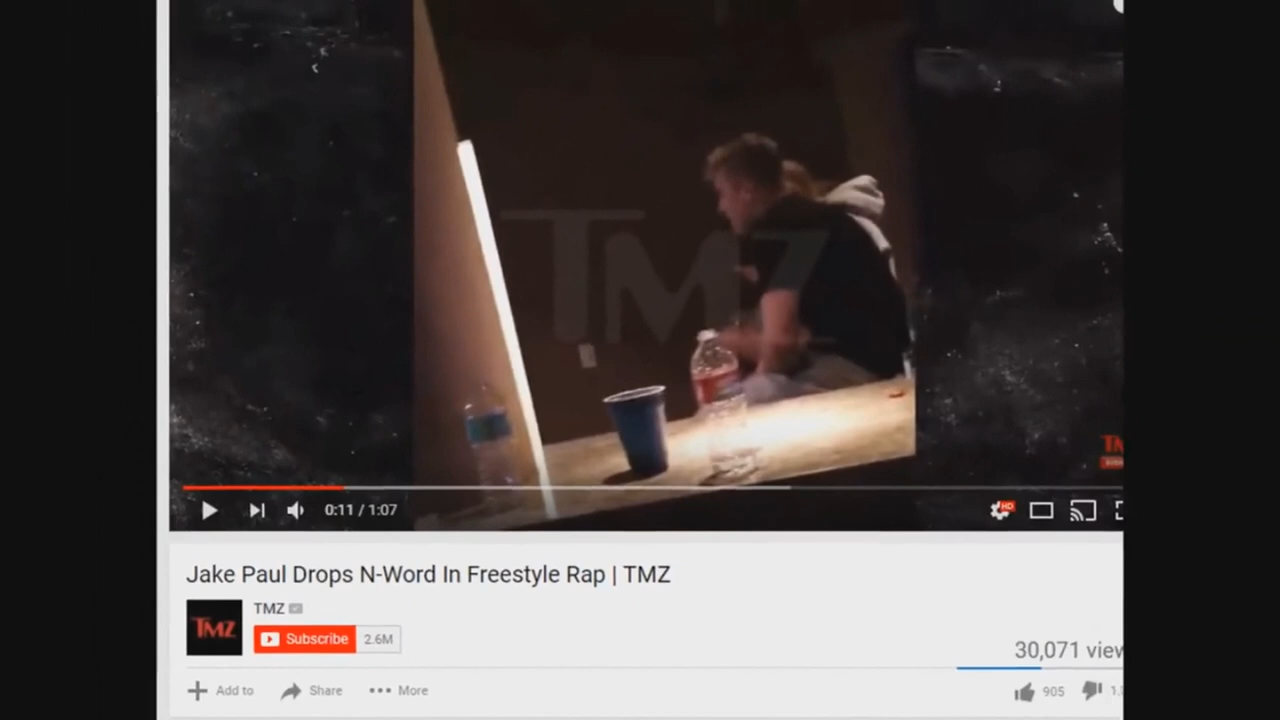 TMZ
HD
0:11 / 1:07
Jake Paul Drops N-Word In Freestyle Rap | TMZ
TMZ
TMZ
Subscribe 2.6M
30,071 view
Add to Share More
905